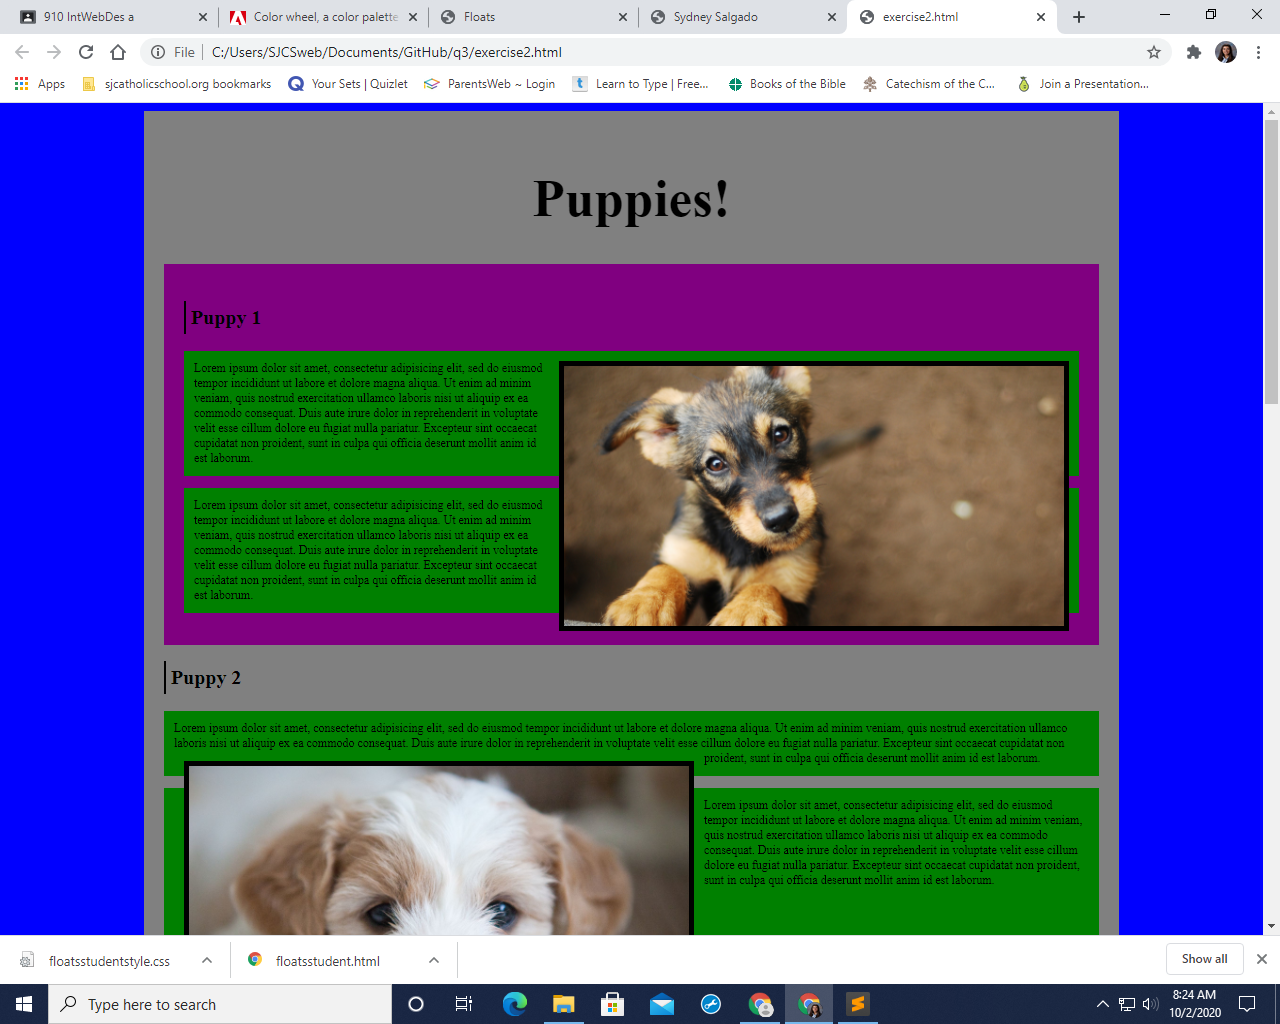 910 IntWebDes a
Color wheel, a color palette
Floats
Sydney Salgado
exercise2.html
File
C:/Users/SJCSweb/Documents/GitHub/q3/exercise2.html
Apps
sjcatholicschool.org bookmarks
Your Sets | Quizlet
ParentsWeb ~ Login
Learn to Type | Free...
Books of the Bible
Catechism of the C...
Join a Presentation...
Puppies!
Puppy 1
Lorem ipsum dolor sit amet, consectetur adipisicing elit, sed do eiusmod
tempor incididunt ut labore et dolore magna aliqua. Ut enim ad minim
veniam, quis nostrud exercitation ullamco laboris nisi ut aliquip ex ea
commodo consequat. Duis aute irure dolor in reprehenderit in voluptate
velit esse cillum dolore eu fugiat nulla pariatur. Excepteur sint occaecat
cupidatat non proident, sunt in culpa qui officia deserunt mollit anim id
est laborum.
Lorem ipsum dolor sit amet, consectetur adipisicing elit, sed do eiusmod
tempor incididunt ut labore et dolore magna aliqua. Ut enim ad minim
veniam, quis nostrud exercitation ullamco laboris nisi ut aliquip ex ea
commodo consequat. Duis aute irure dolor in reprehenderit in voluptate
velit esse cillum dolore eu fugiat nulla pariatur. Excepteur sint occaecat
cupidatat non proident, sunt in culpa qui officia deserunt mollit anim id
est laborum.
Puppy 2
Lorem ipsum dolor sit amet, consectetur adipisicing elit, sed do eiusmod tempor incididunt ut labore et dolore magna aliqua. Ut enim ad minim veniam, quis nostrud exercitation ullamco
laboris nisi ut aliquip ex ea commodo consequat. Duis aute irure dolor in reprehenderit in voluptate velit esse cillum dolore eu fugiat nulla pariatur. Excepteur sint occaecat cupidatat non
proident, sunt in culpa qui officia deserunt mollit anim id est laborum.
Lorem ipsum dolor sit amet, consectetur adipisicing elit, sed do eiusmod
tempor incididunt ut labore et dolore magna aliqua. Ut enim ad minim veniam,
quis nostrud exercitation ullamco laboris nisi ut aliquip ex ea commodo
consequat. Duis aute irure dolor in reprehenderit in voluptate velit esse cillum
dolore eu fugiat nulla pariatur. Excepteur sint occaecat cupidatat non proident,
sunt in culpa qui officia deserunt mollit anim id est laborum.
floatsstudentstyle.css
floatsstudent.html
Show all
Type here to search
8:24 AM
10/2/2020